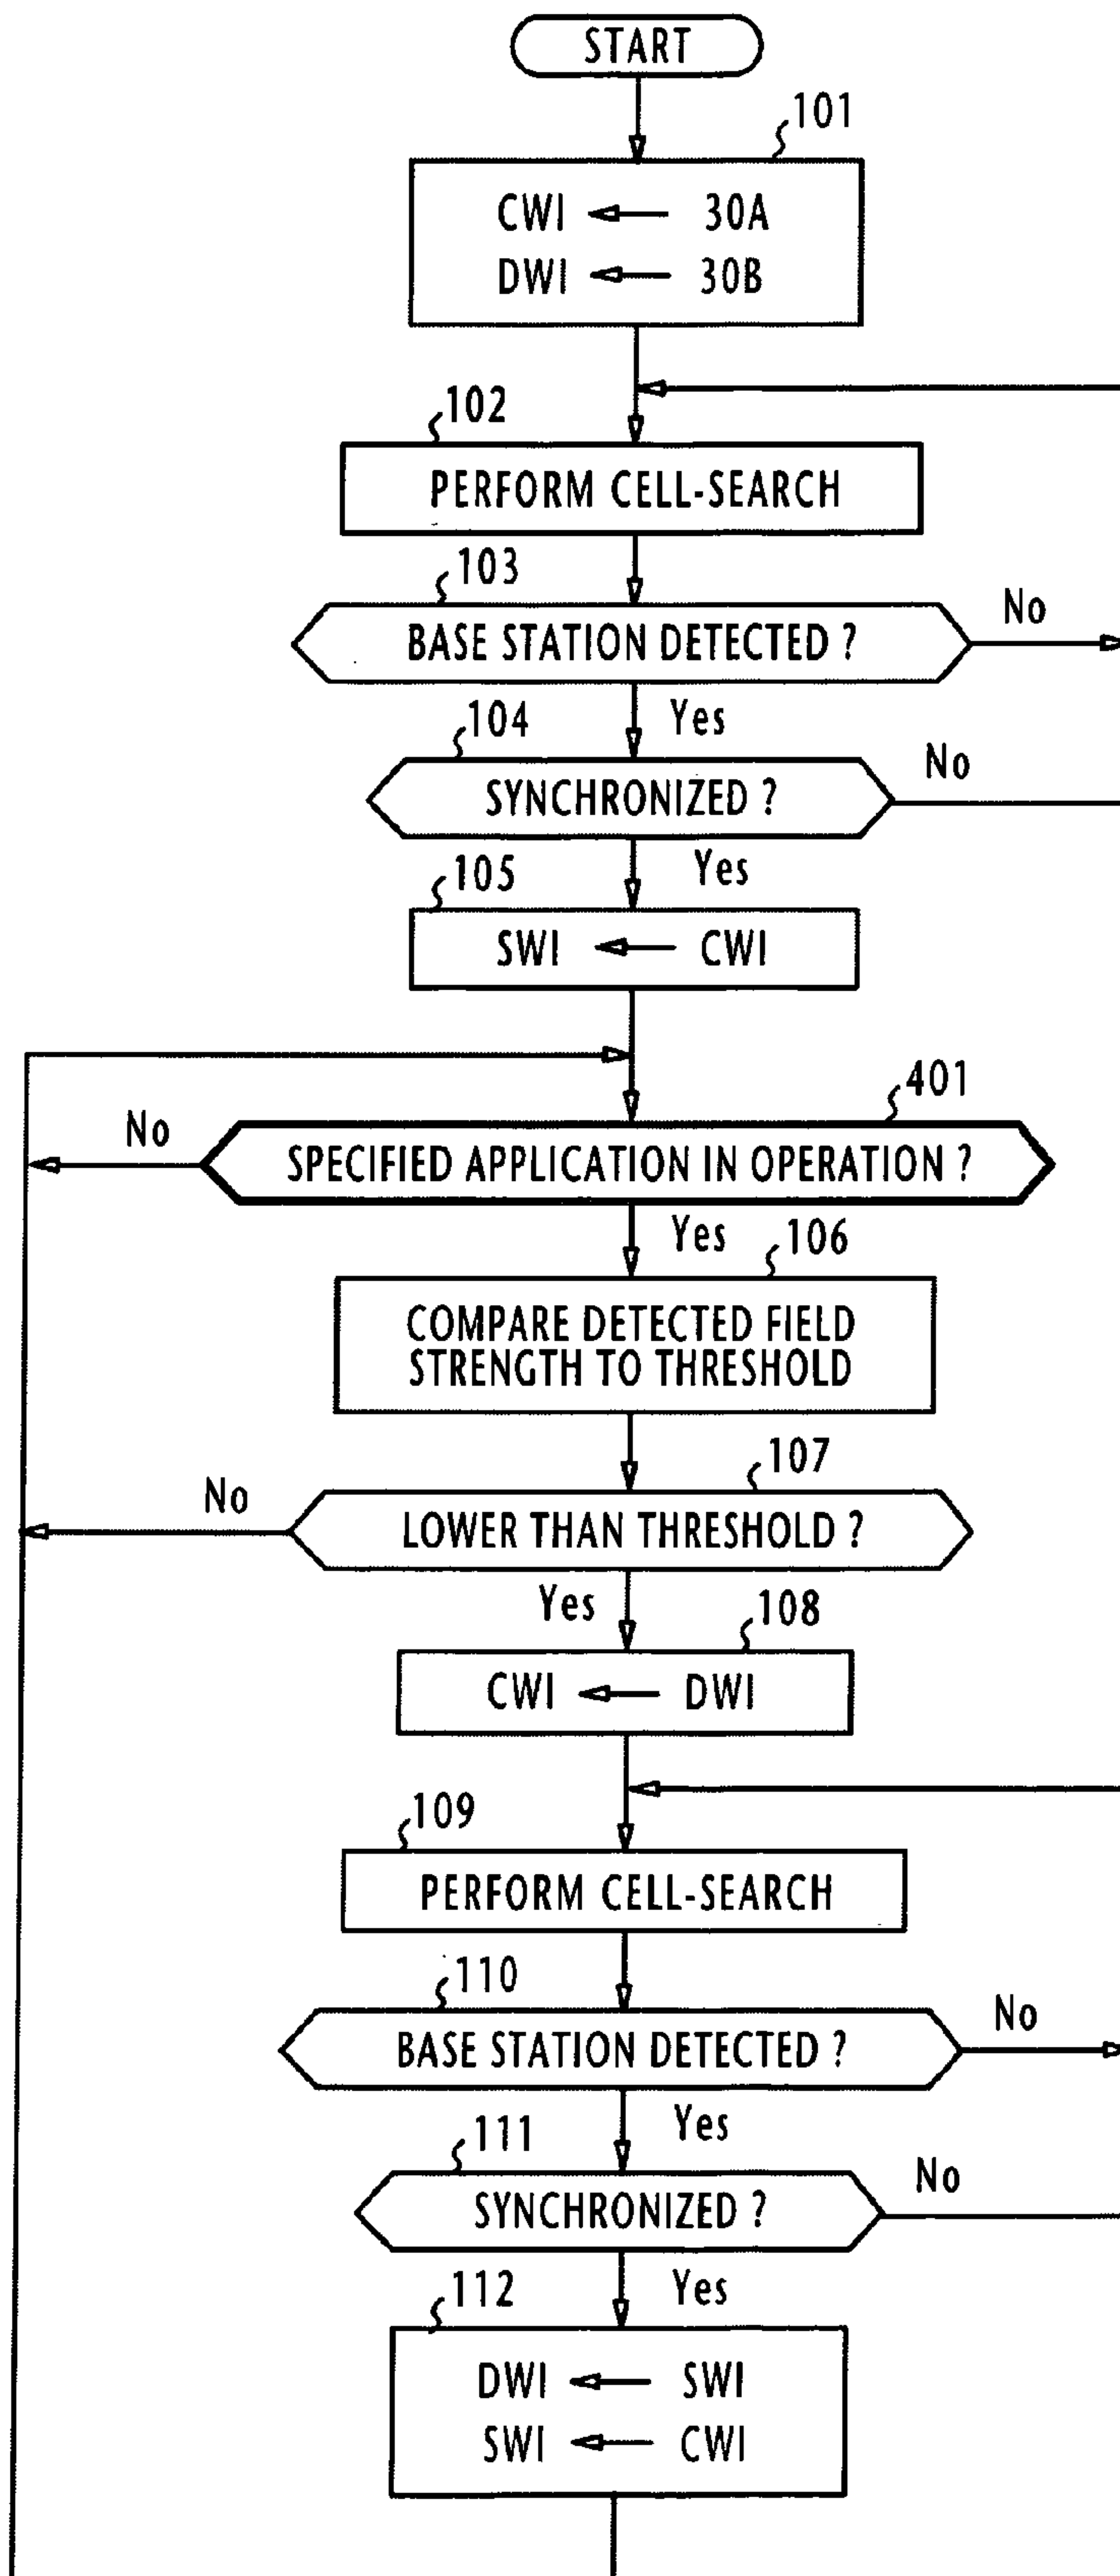 START
101
CWI ← 30A
DWI ← 30B
102
PERFORM CELL-SEARCH
103
BASE STATION DETECTED ?
No
Yes
104
SYNCHRONIZED ?
No
Yes
105
SWI ← CWI
401
No
SPECIFIED APPLICATION IN OPERATION ?
Yes
106
COMPARE DETECTED FIELD
STRENGTH TO THRESHOLD
107
No
LOWER THAN THRESHOLD ?
Yes
108
CWI ← DWI
109
PERFORM CELL-SEARCH
110
BASE STATION DETECTED ?
No
Yes
111
SYNCHRONIZED ?
No
Yes
112
DWI ← SWI
SWI ← CWI